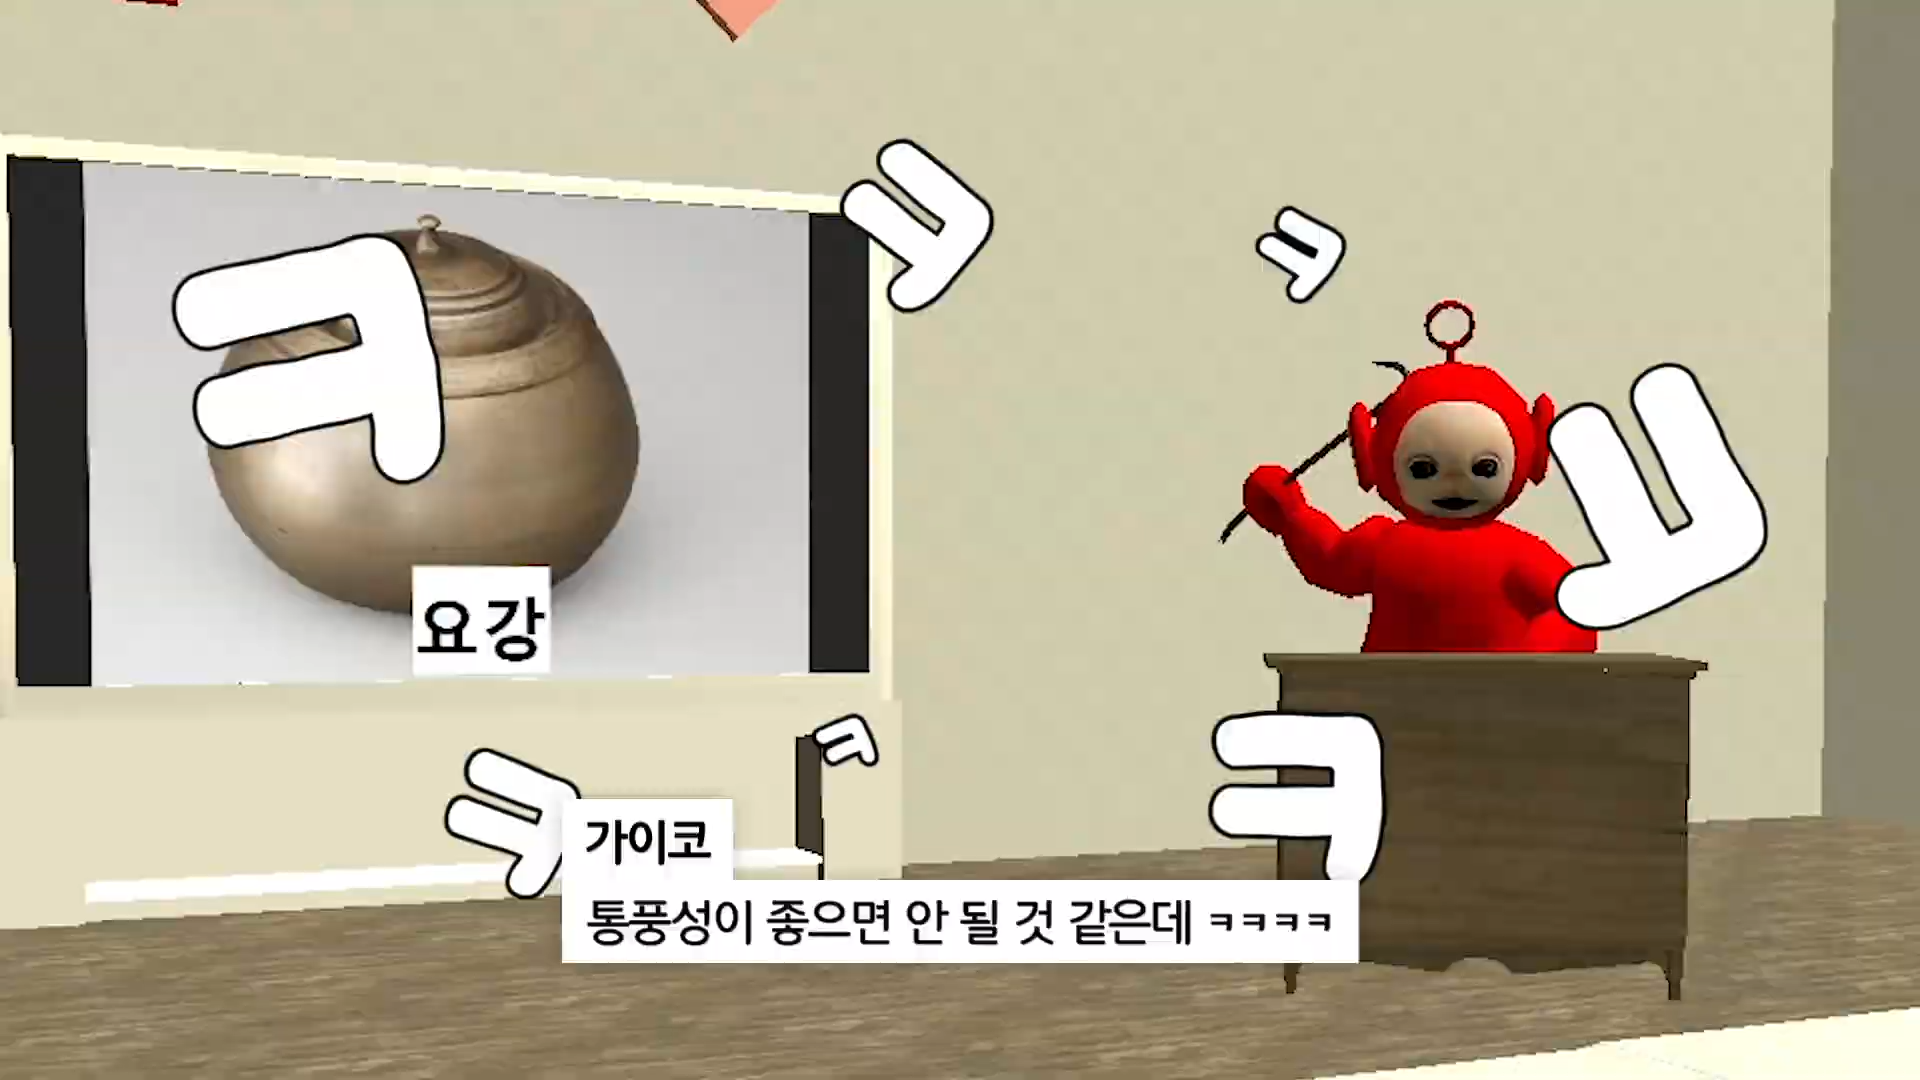 ㅋ
ㅋ
ㅋ
ㅋ
요강
ㅋ
ㅋ
ㅋ
가이코
통풍성이 좋으면 안 될 것 같은데 ㅋㅋㅋㅋ